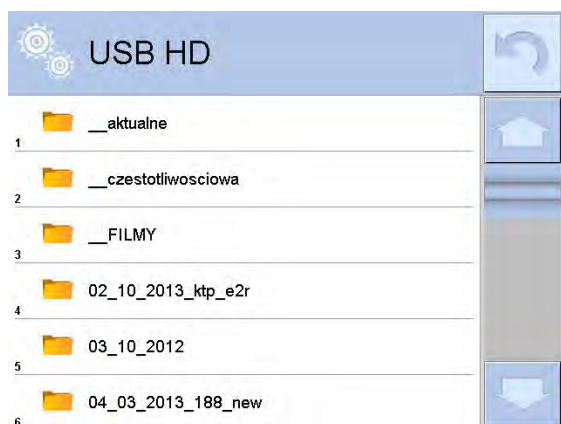 USB HD
__aktualne
1
__czestotliwosciowa
2
__FILMY
3
02_10_2013_ktp_e2r
4
03_10_2012
5
04_03_2013_188_new
6